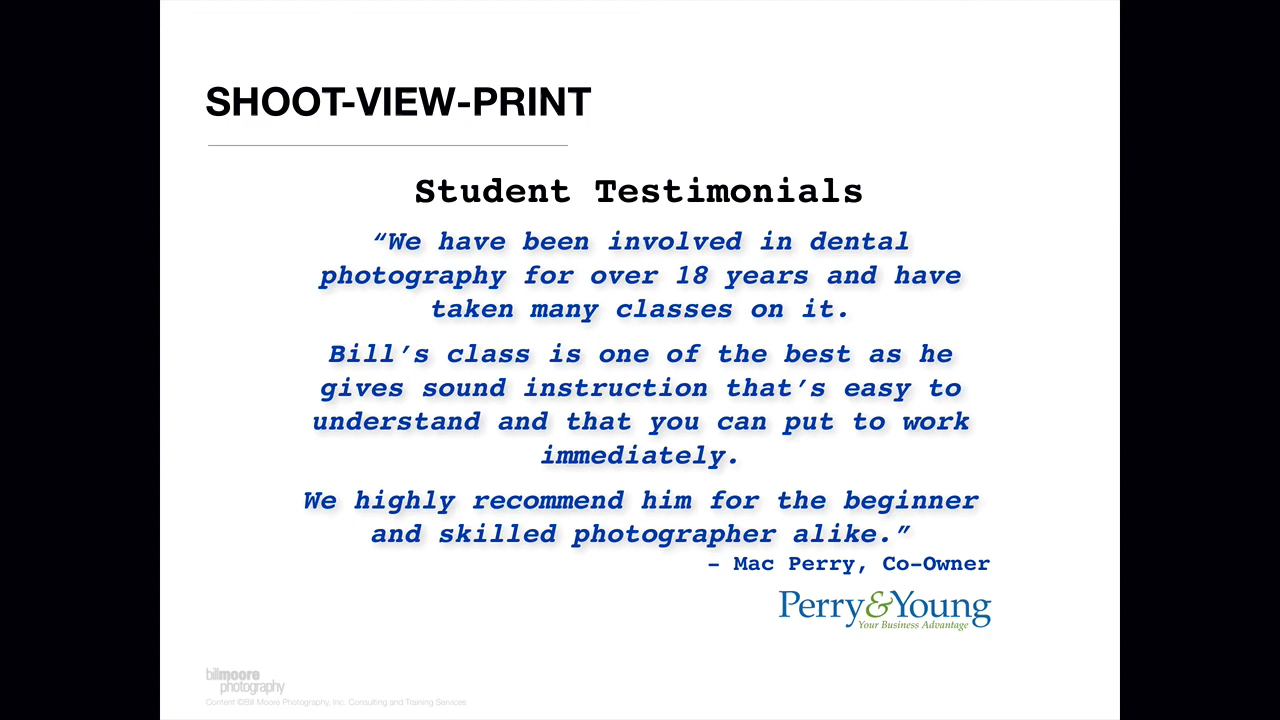 SHOOT-VIEW-PRINT
Student Testimonials
“We have been involved in dental
photography for over 18 years and have
taken many classes on it.
Bill’s class is one of the best as he
gives sound instruction that’s easy to
understand and that you can put to work
immediately.
We highly recommend him for the beginner
and skilled photographer alike.”
– Mac Perry, Co-Owner
Perry&Young
Your Business Advantage
billmoore
photography
Content ©Bill Moore Photography, Inc. Consulting and Training Services